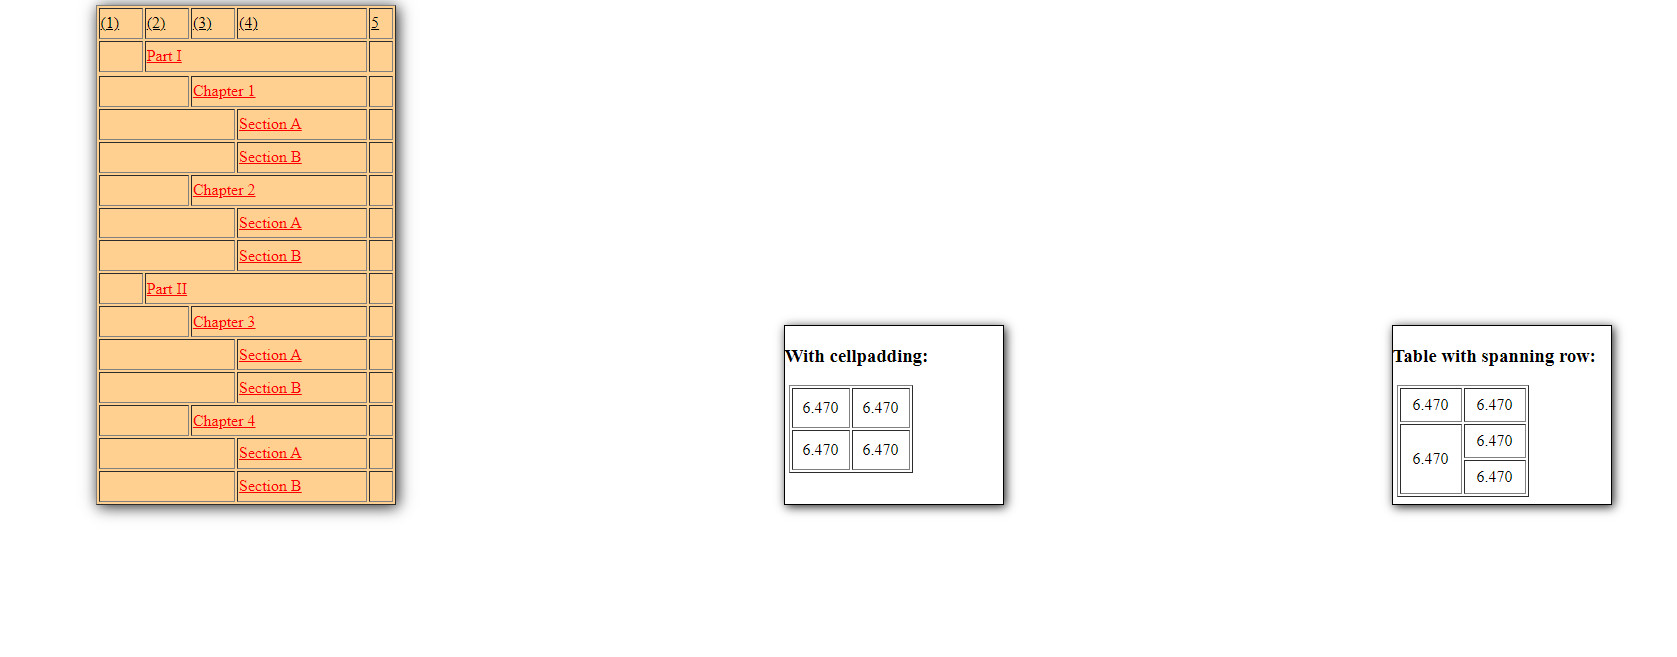 (1) (2) (3) (4) 5
Part I
Chapter 1
Section A
Section B
Chapter 2
Section A
Section B
Part II
Chapter 3
Section A
Section B
Chapter 4
Section A
Section B
With cellpadding:
6.470 6.470
6.470 6.470
Table with spanning row:
6.470 6.470
6.470
6.470
6.470